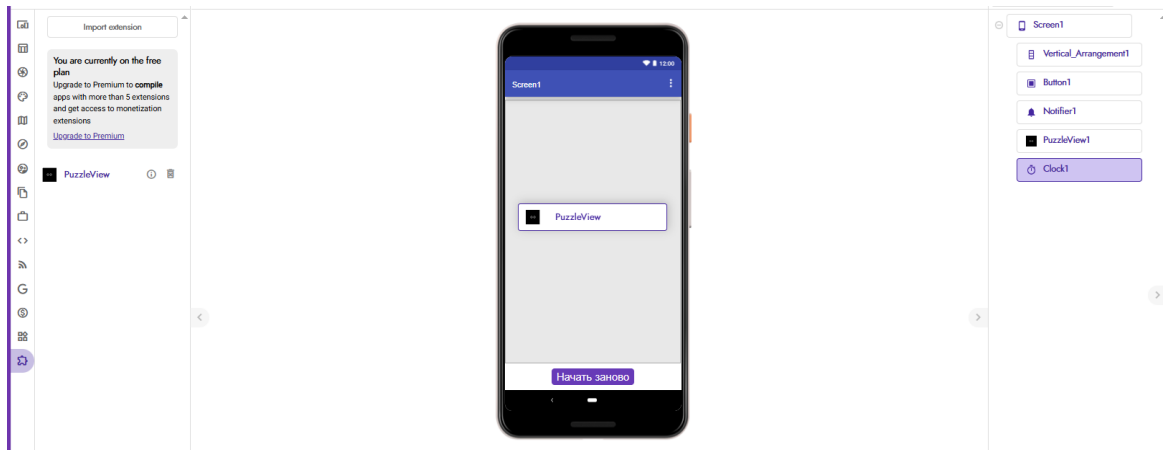 Import extension
You are currently on the free
plan
Upgrade to Premium to compile
apps with more than 5 extensions
and get access to monetization
extensions
Upgrade to Premium
PuzzleView
12:00
Screen1
PuzzleView
Начать заново
Screen1
Vertical_Arrangement1
Button1
Notifier1
PuzzleView1
Clock1